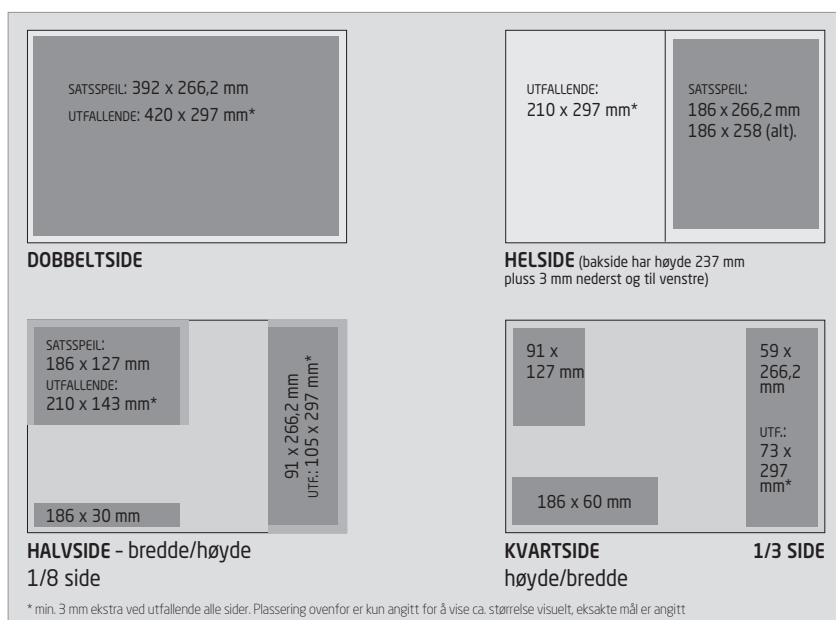 SATSSPEIL: 392 x 266,2 mm
UTFALLENDE: 420 x 297 mm*
DOBBELTSIDE
UTFALLENDE:
210 x 297 mm*
SATSSPEIL:
186 x 266,2 mm
186 x 258 (alt).
HELSIDE (bakside har høyde 237 mm
pluss 3 mm nederst og til venstre)
SATSSPEIL:
186 x 127 mm
UTFALLENDE:
210 x 143 mm*
91 x 266,2 mm
UTF.: 105 x 297 mm*
186 x 30 mm
HALVSIDE – bredde/høyde
1/8 side
91 x
127 mm
59 x
266,2
mm
UTF.:
73 x
297
mm*
186 x 60 mm
KVARTSIDE
høyde/bredde
1/3 SIDE
* min. 3 mm ekstra ved utfallende alle sider. Plassering ovenfor er kun angitt for å vise ca. størrelse visuelt, eksakte mål er angitt